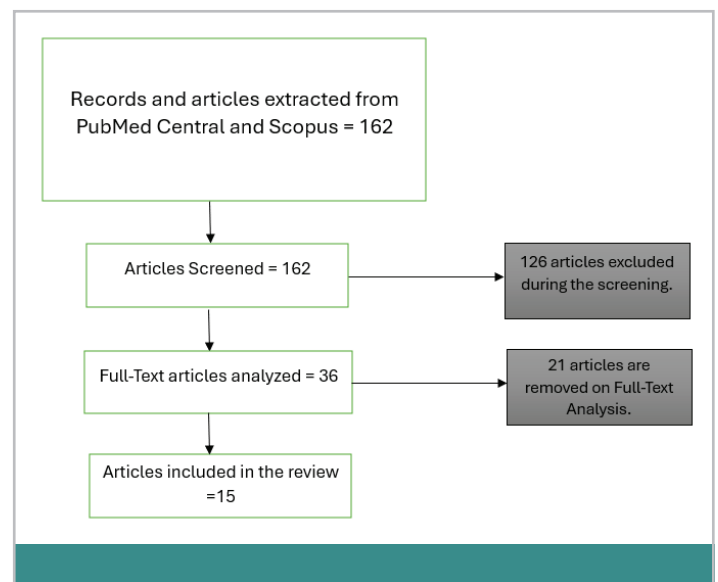 Records and articles extracted from
PubMed Central and Scopus = 162
Articles Screened = 162
126 articles excluded
during the screening.
Full-Text articles analyzed = 36
21 articles are
removed on Full-Text
Analysis.
Articles included in the review
=15